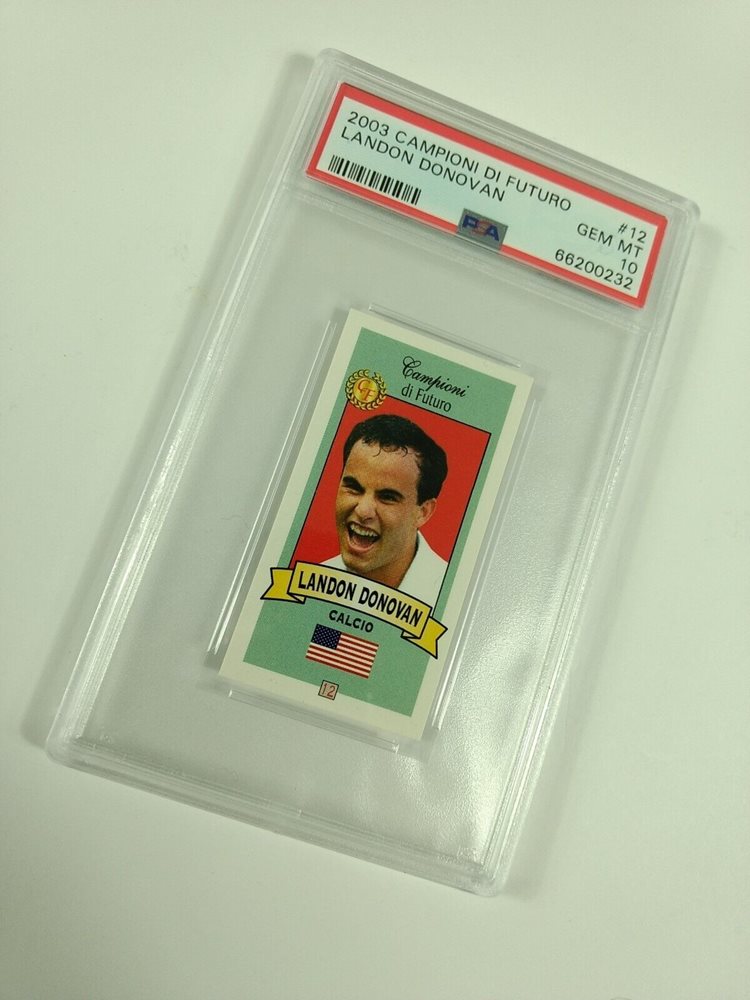 2003 CAMPIONI DI FUTURO
#12
LANDON DONOVAN
GEM MT
10
PSA
66200232
Campioni
di Futuro
CF
LANDON DONOVAN
CALCIO
12